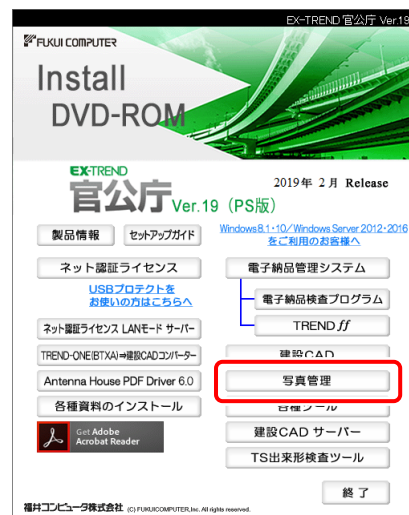 EX-TREND 官公庁 Ver.19
FUKUI COMPUTER
Install
DVD-ROM
EX-TREND
官公庁 Ver.19 (PS版)
2019年 2月 Release
製品情報
セットアップガイド
Windows8.1・10/Windows Server 2012・2016
をご利用のお客様へ
ネット認証ライセンス
USBプロテクトを
お使いの方はこちらへ
ネット認証ライセンス LANモード サーバー
TREND-ONE(BTXA)⇒建設CADコンバーター
Antenna House PDF Driver 6.0
各種資料のインストール
Get Adobe
Acrobat Reader
電子納品管理システム
電子納品検査プログラム
TREND ff
建設CAD
写真管理
各種ツール
建設CAD サーバー
TS出来形検査ツール
終了
福井コンピュータ株式会社 (C) FUKUICOMPUTER,Inc. All rights reserved.